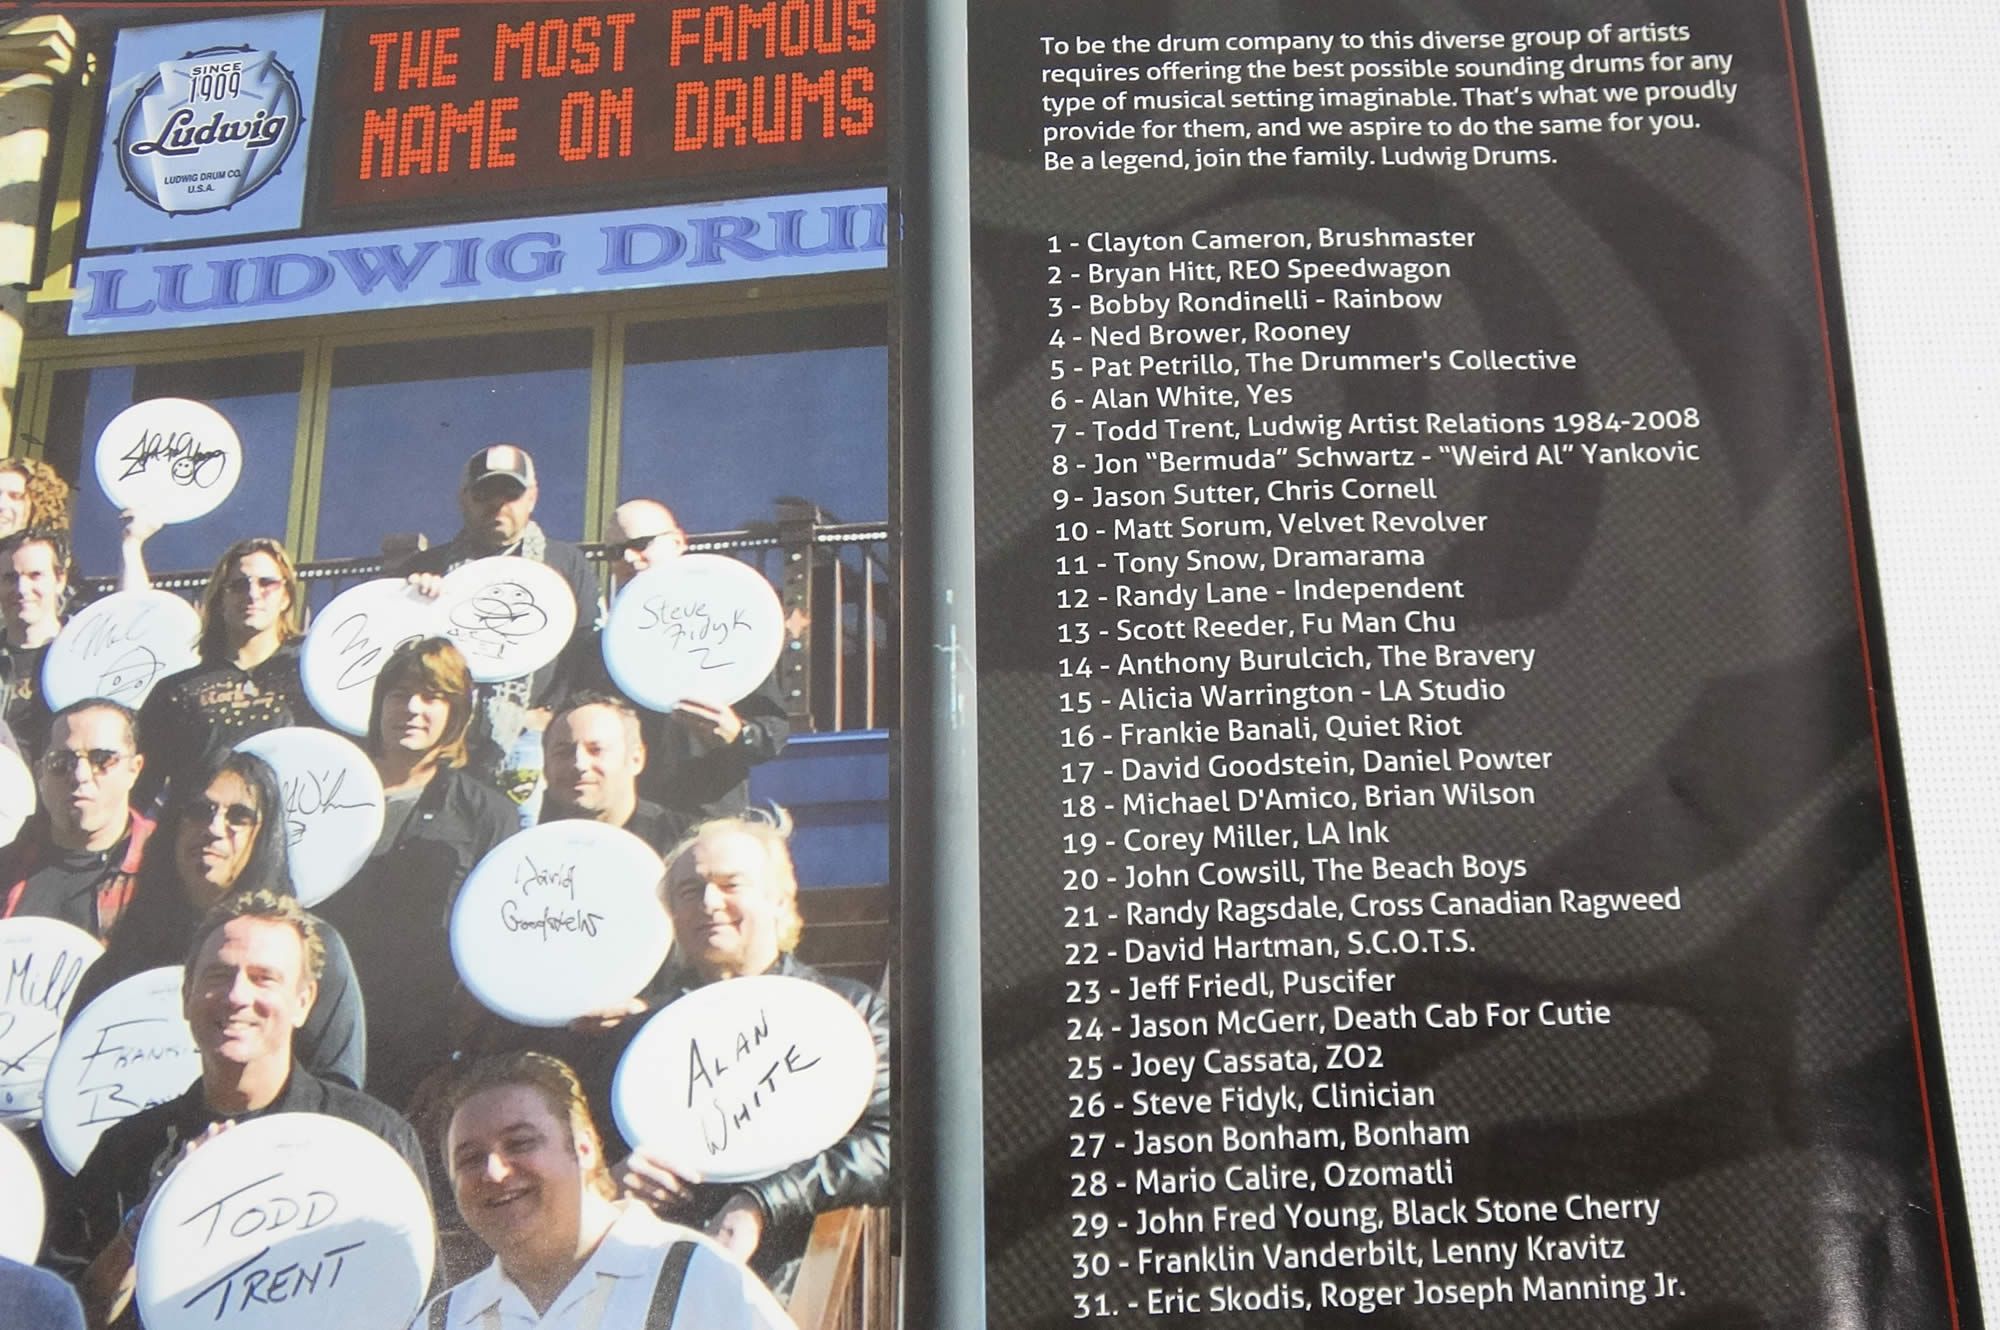 SINCE
1909
Ludwig
LUDWIG DRUM CO.
U.S.A.
THE MOST FAMOUS
NAME ON DRUMS
LUDWIG DRUM
Steve
Fidyk
David
Goodstein
Mill
FRANKI
BAN
ALAN
WHITE
TODD
TRENT
To be the drum company to this diverse group of artists
requires offering the best possible sounding drums for any
type of musical setting imaginable. That's what we proudly
provide for them, and we aspire to do the same for you.
Be a legend, join the family. Ludwig Drums.
1 - Clayton Cameron, Brushmaster
2 - Bryan Hitt, REO Speedwagon
3 - Bobby Rondinelli - Rainbow
4 - Ned Brower, Rooney
5 - Pat Petrillo, The Drummer's Collective
6 - Alan White, Yes
7 - Todd Trent, Ludwig Artist Relations 1984-2008
8 - Jon “Bermuda” Schwartz - “Weird Al” Yankovic
9 - Jason Sutter, Chris Cornell
10 - Matt Sorum, Velvet Revolver
11 - Tony Snow, Dramarama
12 - Randy Lane - Independent
13 - Scott Reeder, Fu Man Chu
14 - Anthony Burulcich, The Bravery
15 - Alicia Warrington - LA Studio
16 - Frankie Banali, Quiet Riot
17 - David Goodstein, Daniel Powter
18 - Michael D'Amico, Brian Wilson
19 - Corey Miller, LA Ink
20 - John Cowsill, The Beach Boys
21 - Randy Ragsdale, Cross Canadian Ragweed
22 - David Hartman, S.C.O.T.S.
23 - Jeff Friedl, Puscifer
24 - Jason McGerr, Death Cab For Cutie
25 - Joey Cassata, ZO2
26 - Steve Fidyk, Clinician
27 - Jason Bonham, Bonham
28 - Mario Calire, Ozomatli
29 - John Fred Young, Black Stone Cherry
30 - Franklin Vanderbilt, Lenny Kravitz
31. - Eric Skodis, Roger Joseph Manning Jr.